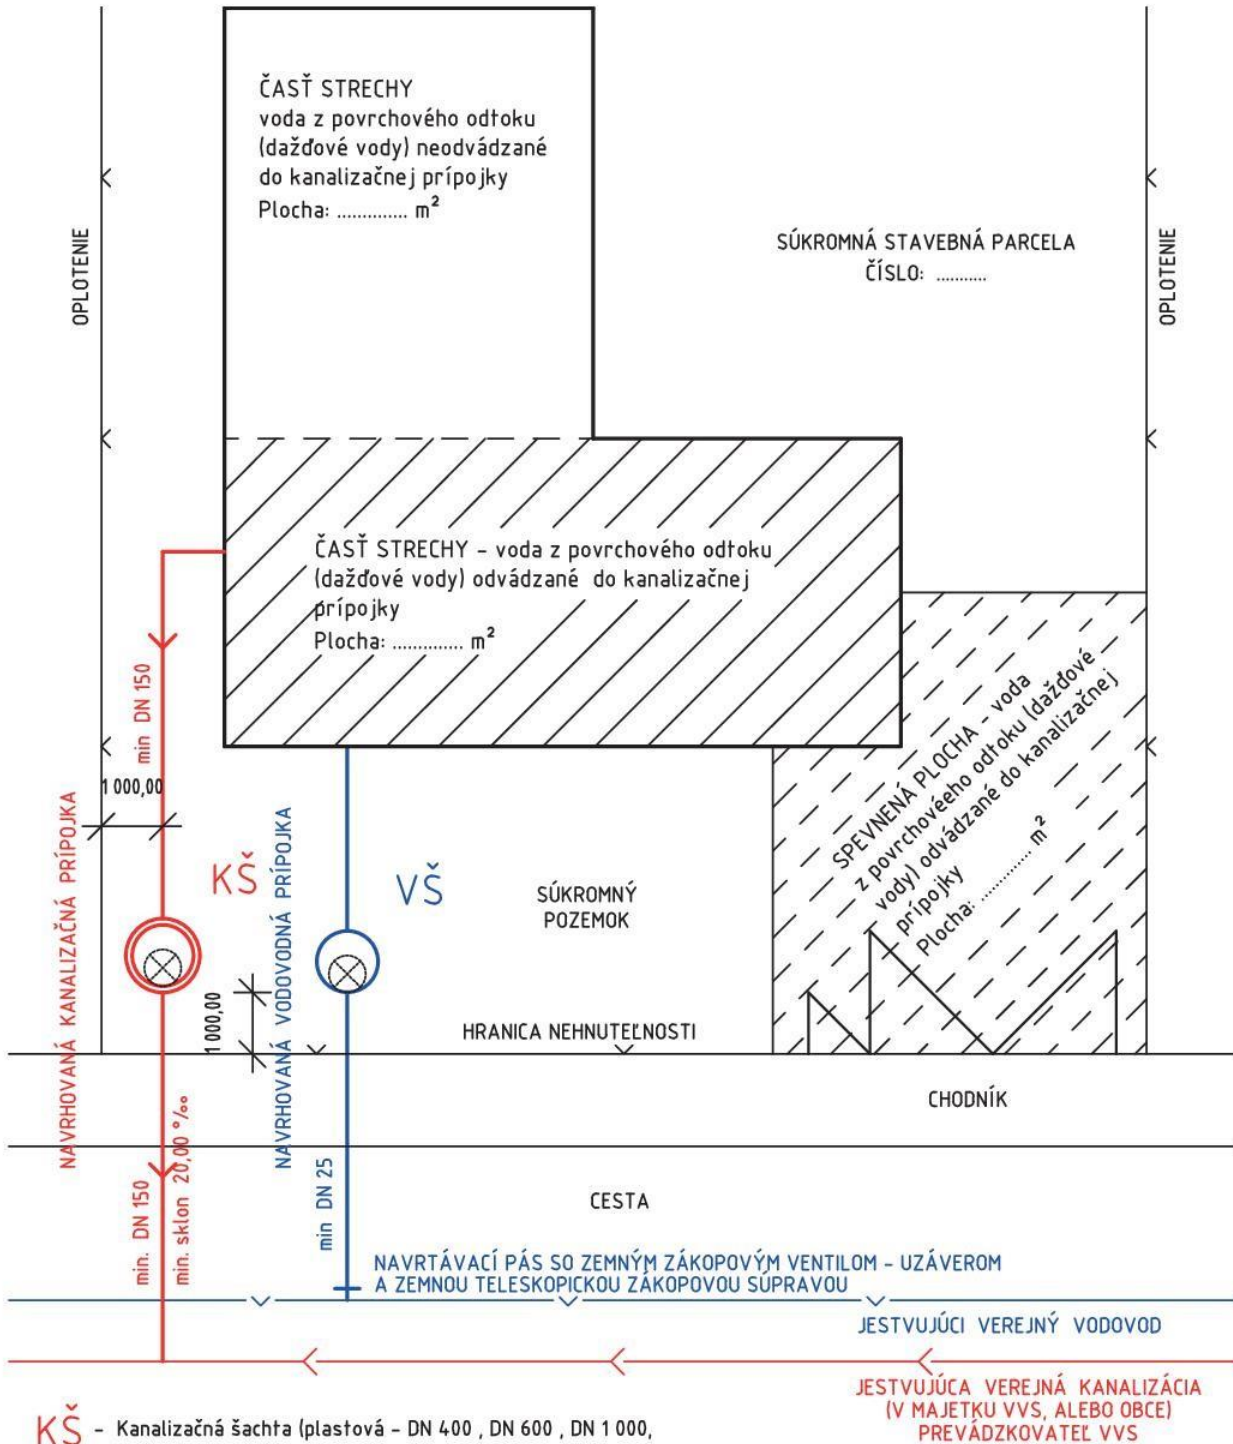 ČASŤ STRECHY
voda z povrchového odtoku
(dažďové vody) neodvádzané
do kanalizačnej prípojky
Plocha: .............. m²
OPLOTENIE
SÚKROMNÁ STAVEBNÁ PARCELA
ČÍSLO: ..........
OPLOTENIE
ČASŤ STRECHY - voda z povrchového odtoku
(dažďové vody) odvádzané do kanalizačnej
prípojky
Plocha: .............. m²
min DN 150
1 000,00
SPEVNENÁ PLOCHA - voda
z povrchovéeho odtoku (dažďové
vody) odvádzané do kanalizačnej
prípojky
Plocha: .............. m²
NAVRHOVANÁ KANALIZAČNÁ PRÍPOJKA
KŠ
NAVRHOVANÁ VODOVODNÁ PRÍPOJKA
VŠ
SÚKROMNÝ
POZEMOK
1 000,00
HRANICA NEHNUTEĽNOSTI
CHODNÍK
min. DN 150
min. sklon 20,00 °/oo
min DN 25
CESTA
NAVRTÁVACÍ PÁS SO ZEMNÝM ZÁKOPOVÝM VENTILOM - UZÁVEROM
A ZEMNOU TELESKOPICKOU ZÁKOPOVOU SÚPRAVOU
JESTVUJÚCI VEREJNÝ VODOVOD
JESTVUJÚCA VEREJNÁ KANALIZÁCIA
(V MAJETKU VVS, ALEBO OBCE)
PREVÁDZKOVATEĽ VVS
KŠ - Kanalizačná šachta (plastová - DN 400 , DN 600 , DN 1 000,